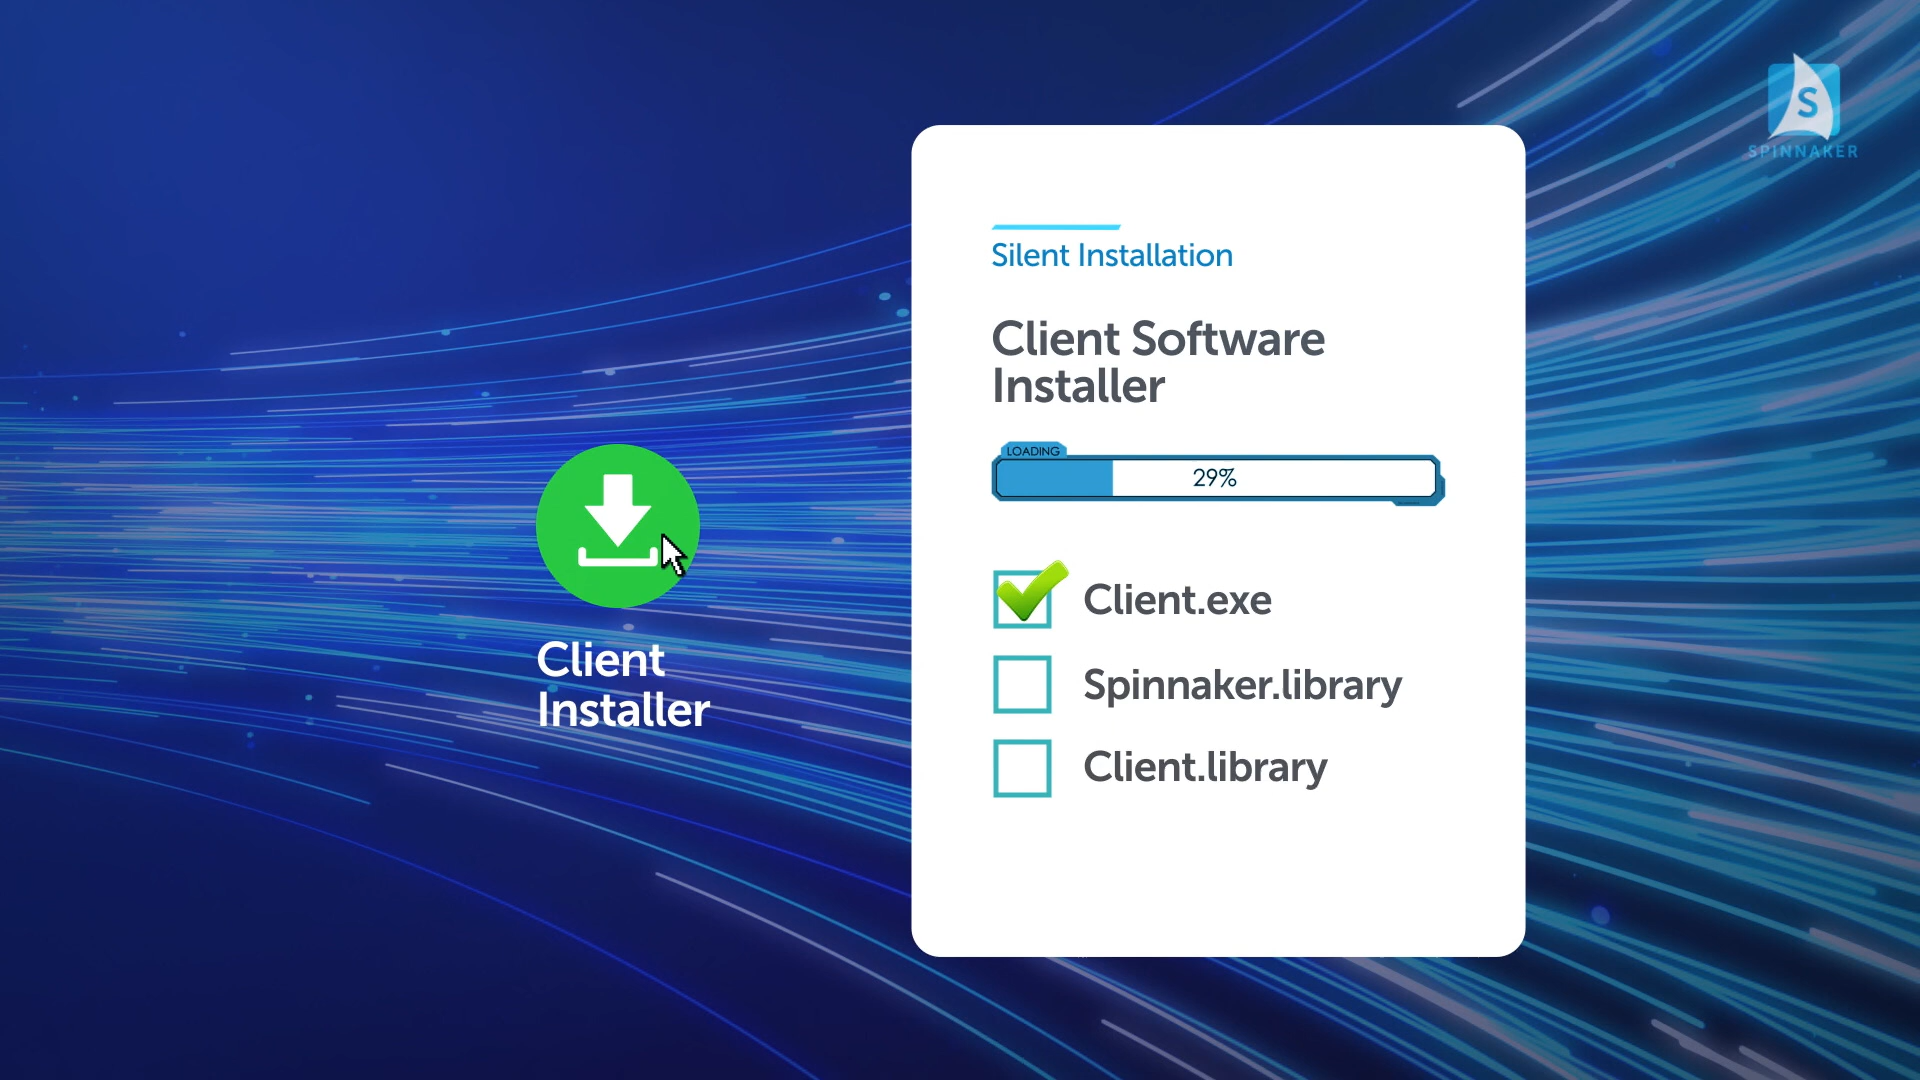 S
SPINNAKER
Silent Installation
Client Software
Installer
LOADING
29%
Client.exe
Spinnaker.library
Client.library
Client
Installer